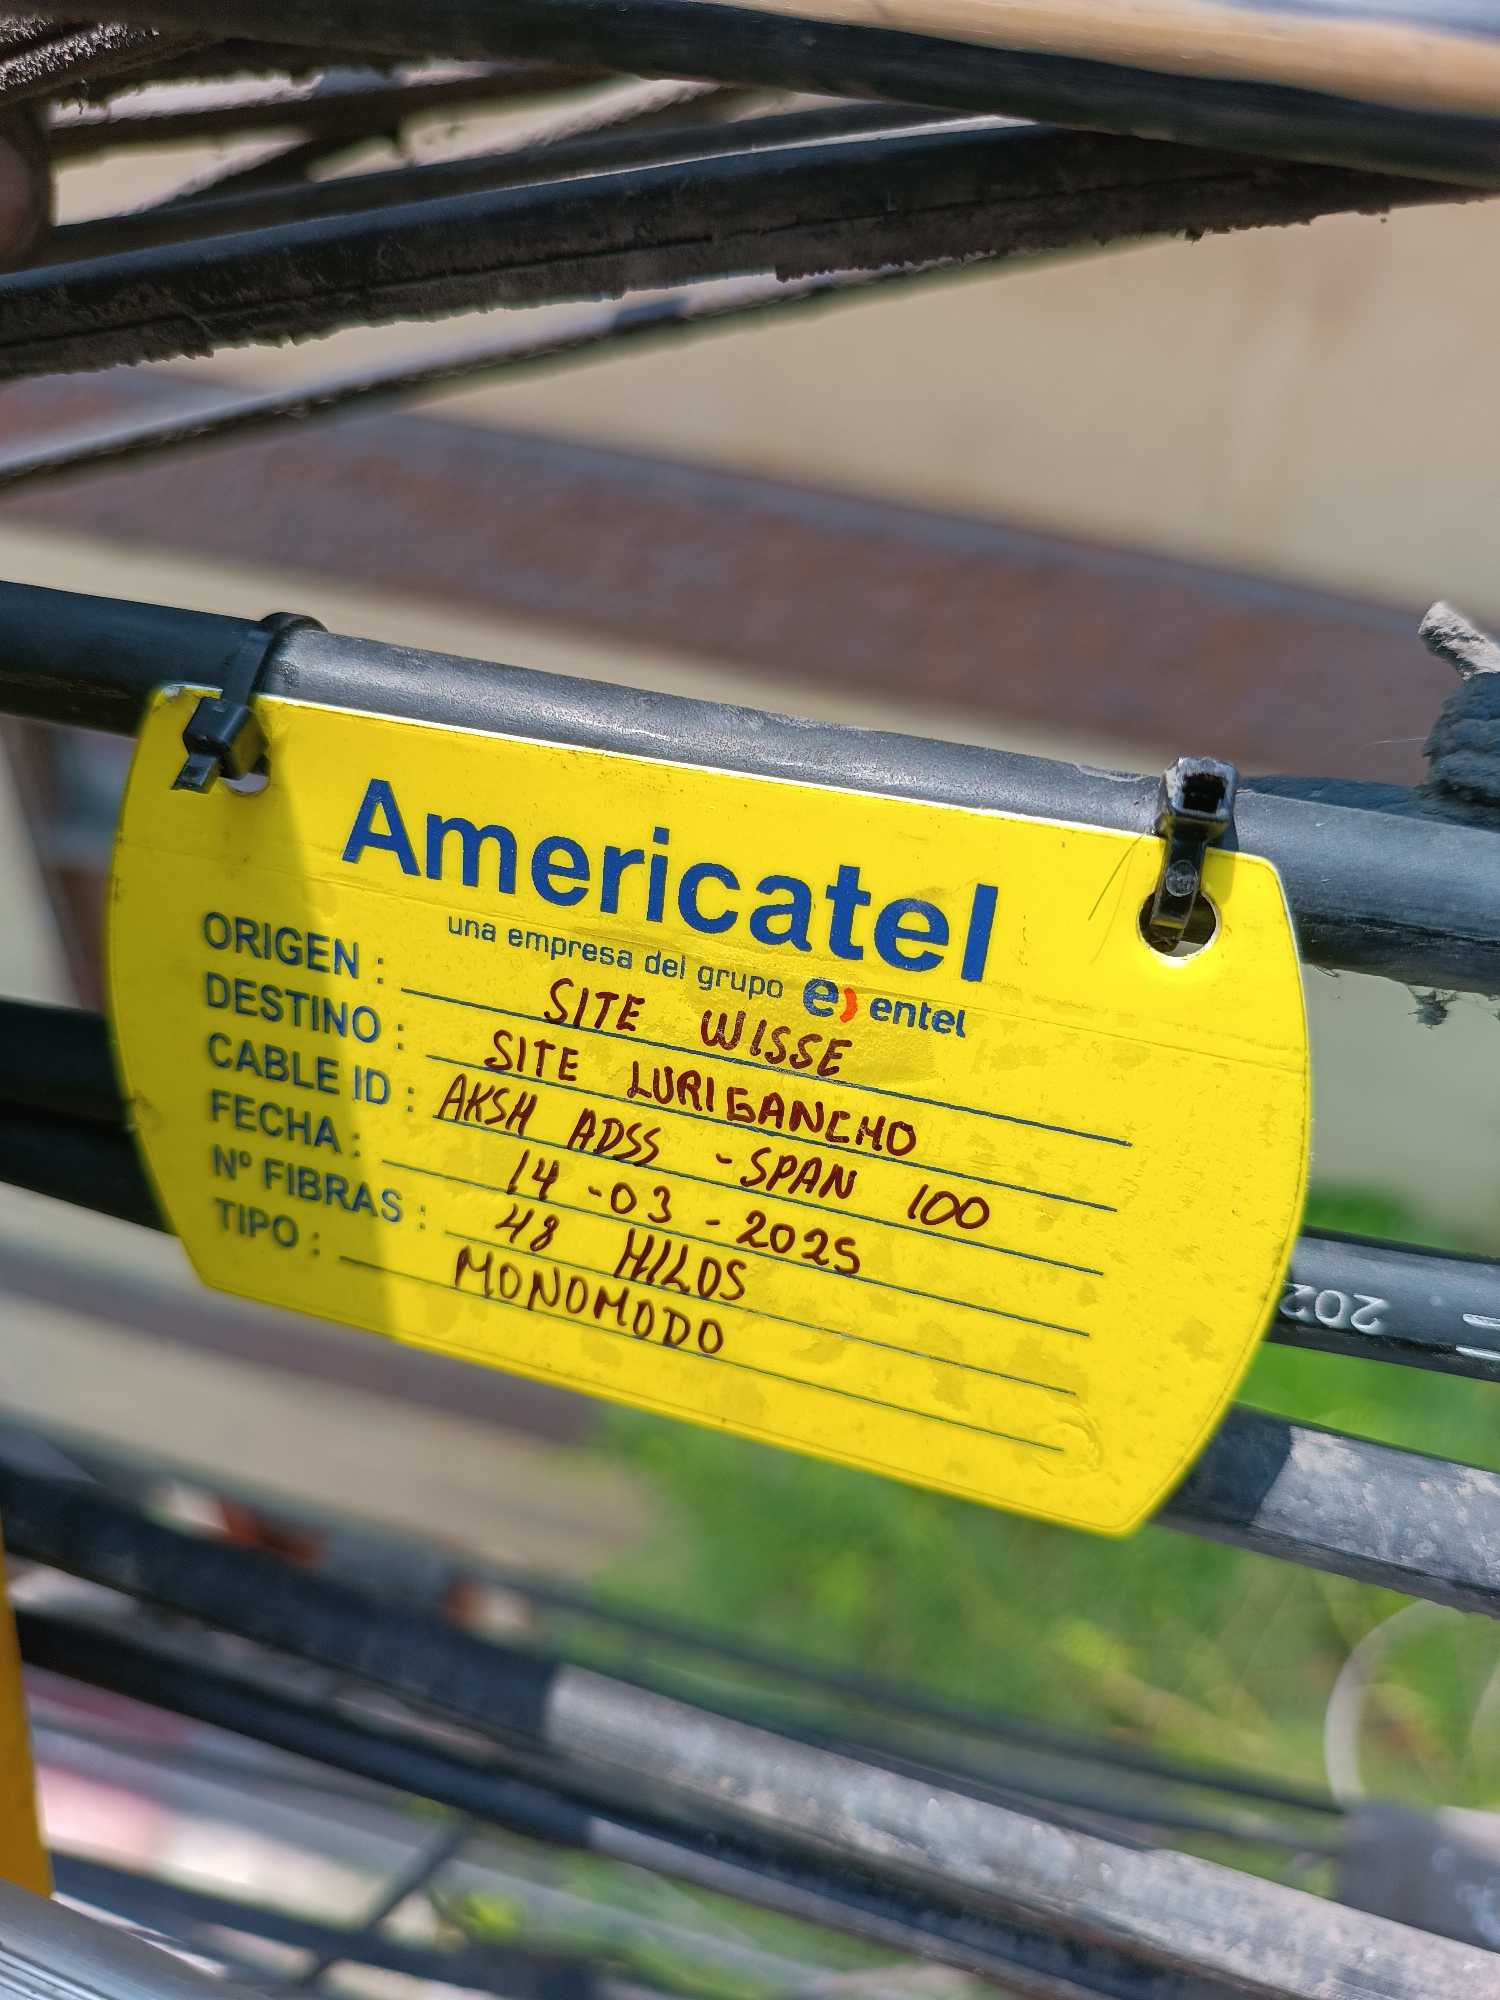 Americatel
una empresa del grupo e) entel
ORIGEN : SITE WISSE
DESTINO : SITE LURIGANCHO
CABLE ID : AKSH ADSS - SPAN 100
FECHA : 14 - 03 - 2025
Nº FIBRAS : 48 HILOS
TIPO : MONOMODO
202